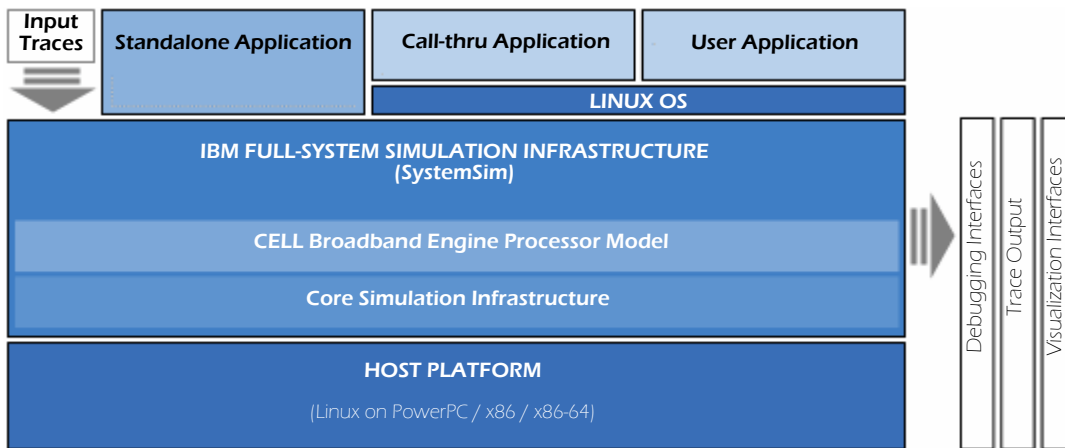 Input
Traces
Standalone Application
Call-thru Application
User Application
LINUX OS
IBM FULL-SYSTEM SIMULATION INFRASTRUCTURE
(SystemSim)
CELL Broadband Engine Processor Model
Core Simulation Infrastructure
HOST PLATFORM
(Linux on PowerPC / x86 / x86-64)
Debugging Interfaces
Trace Output
Visualization Interfaces